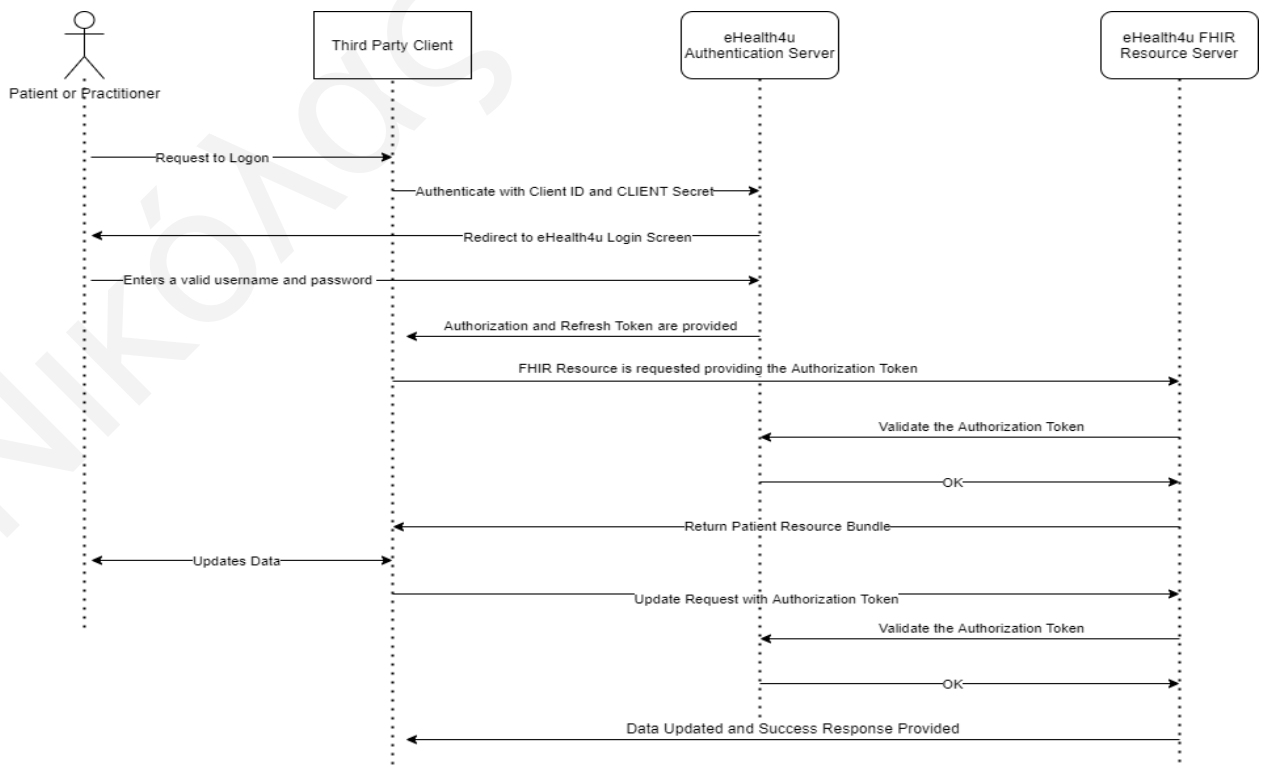 eHealth4u
Authentication Server
eHealth4u FHIR
Resource Server
Third Party Client
Patient or Practitioner
Request to Logon
Authenticate with Client ID and CLIENT Secret
Redirect to eHealth4u Login Screen
Enters a valid username and password
Authorization and Refresh Token are provided
FHIR Resource is requested providing the Authorization Token
Validate the Authorization Token
OK
Return Patient Resource Bundle
Updates Data
Update Request with Authorization Token
Validate the Authorization Token
OK
Data Updated and Success Response Provided
Νικόλας